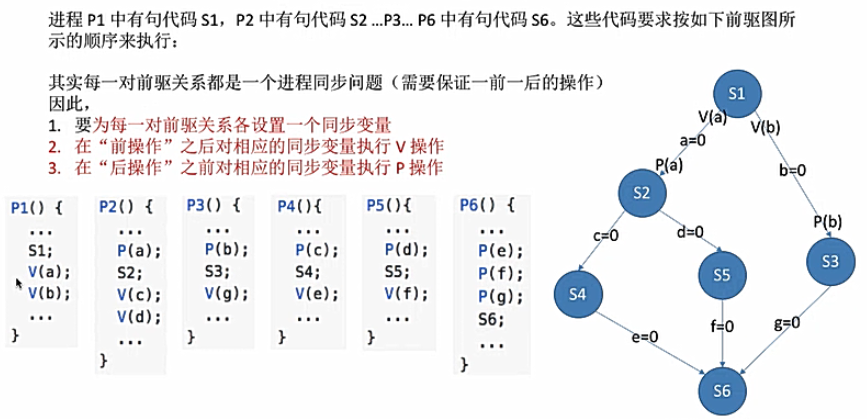 进程 P1 中有句代码 S1，P2 中有句代码 S2 ...P3... P6 中有句代码 S6。这些代码要求按如下前驱图所
示的顺序来执行：
其实每一对前驱关系都是一个进程同步问题（需要保证一前一后的操作）
因此，
1. 要为每一对前驱关系各设置一个同步变量
2. 在“前操作”之后对相应的同步变量执行 V 操作
3. 在“后操作”之前对相应的同步变量执行 P 操作
P1() {
...
S1;
V(a);
V(b);
...
}
P2() {
...
P(a);
S2;
V(c);
V(d);
...
}
P3() {
...
P(b);
S3;
V(g);
...
}
P4(){
...
P(c);
S4;
V(e);
...
}
P5(){
...
P(d);
S5;
V(f);
...
}
P6() {
...
P(e);
P(f);
P(g);
S6;
...
}
S1
V(a)
V(b)
a=0
P(a)
b=0
S2
P(b)
c=0
d=0
S3
S4
S5
e=0
f=0
g=0
S6